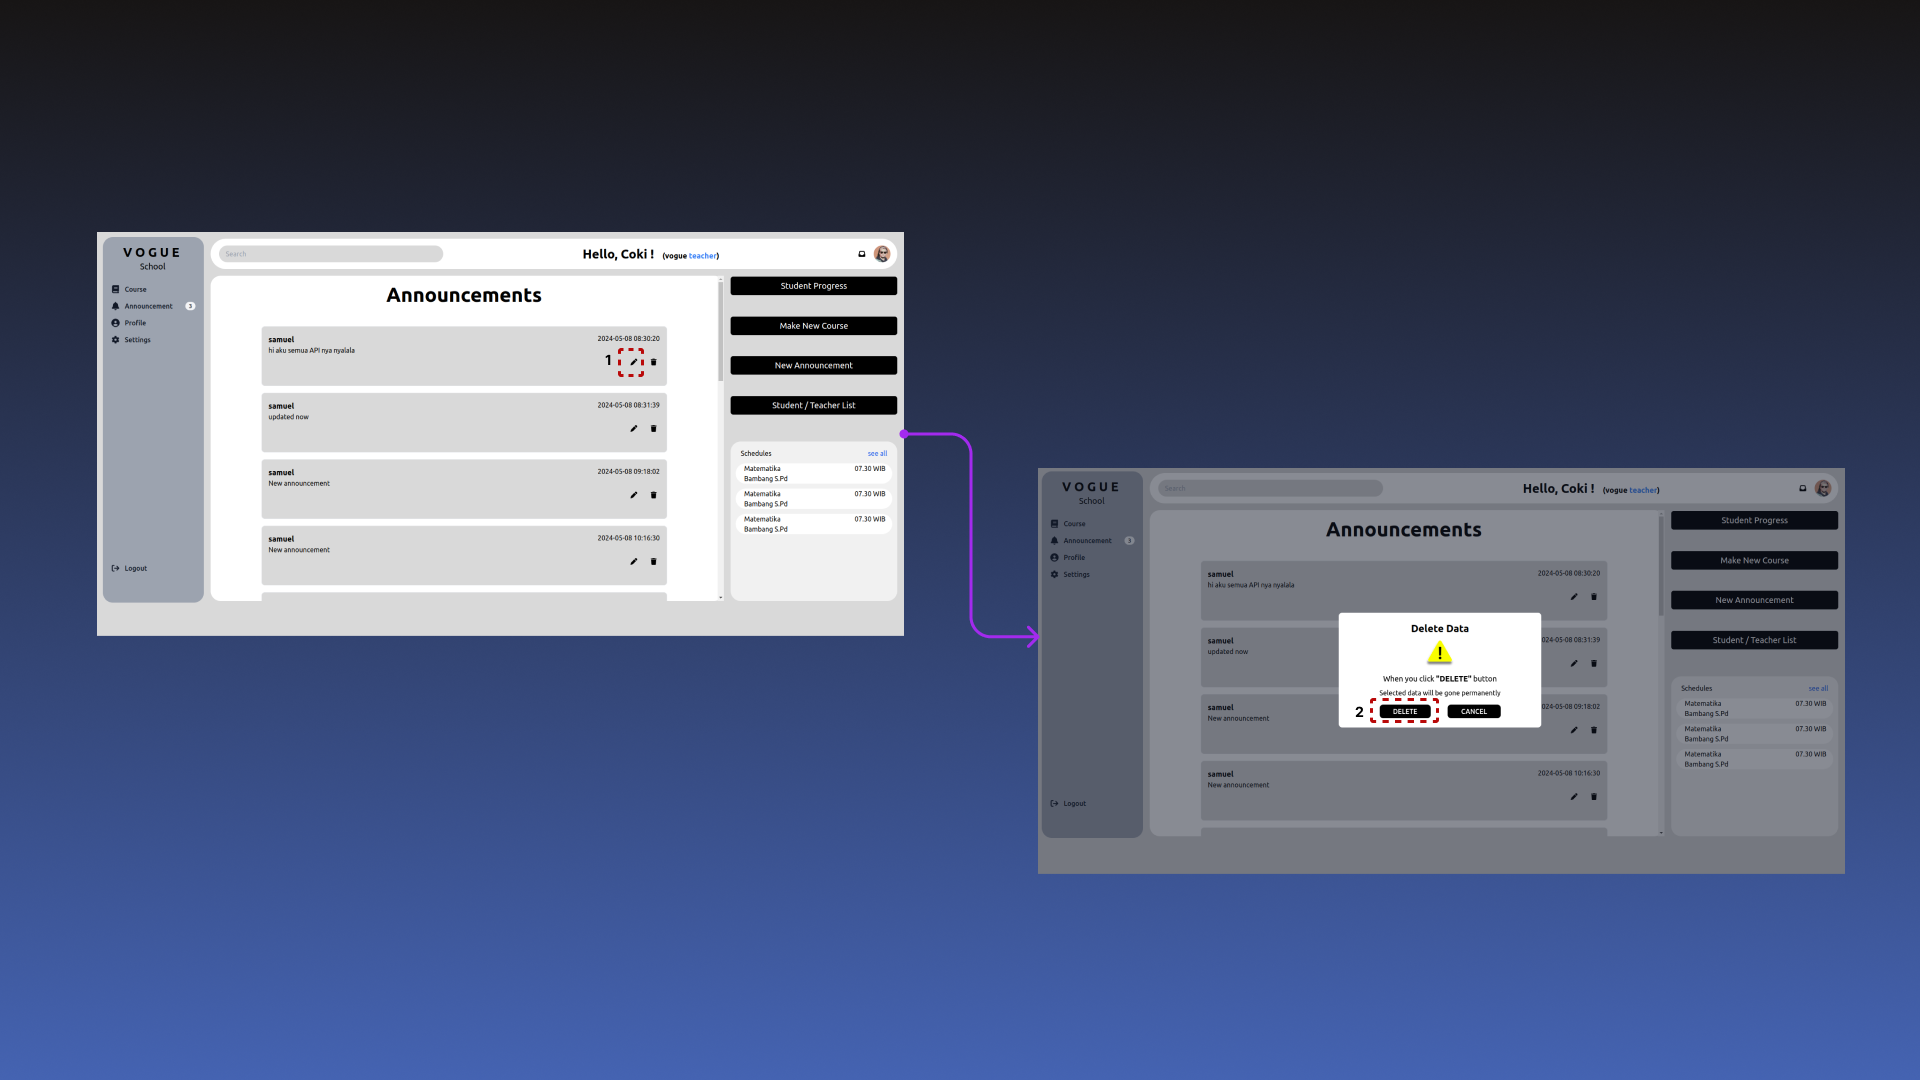 VOGUE
School
Course
Announcement 3
Profile
Settings
Logout
Search
Hello, Coki ! (vogue teacher)
Announcements
samuel 2024-05-08 08:30:20
hi aku semua API nya nyalala
1
samuel 2024-05-08 08:31:39
updated now
samuel 2024-05-08 09:18:02
New announcement
samuel 2024-05-08 10:16:30
New announcement
Student Progress
Make New Course
New Announcement
Student / Teacher List
Schedules see all
Matematika 07.30 WIB
Bambang S.Pd
Matematika 07.30 WIB
Bambang S.Pd
Matematika 07.30 WIB
Bambang S.Pd
VOGUE
School
Course
Announcement 3
Profile
Settings
Logout
Search
Hello, Coki ! (vogue teacher)
Announcements
samuel 2024-05-08 08:30:20
hi aku semua API nya nyalala
samuel 024-05-08 08:31:39
updated now
samuel 024-05-08 09:18:02
New announcement
samuel 2024-05-08 10:16:30
New announcement
Delete Data
!
When you click "DELETE" button
Selected data will be gone permanently
2 DELETE CANCEL
Student Progress
Make New Course
New Announcement
Student / Teacher List
Schedules see all
Matematika 07.30 WIB
Bambang S.Pd
Matematika 07.30 WIB
Bambang S.Pd
Matematika 07.30 WIB
Bambang S.Pd